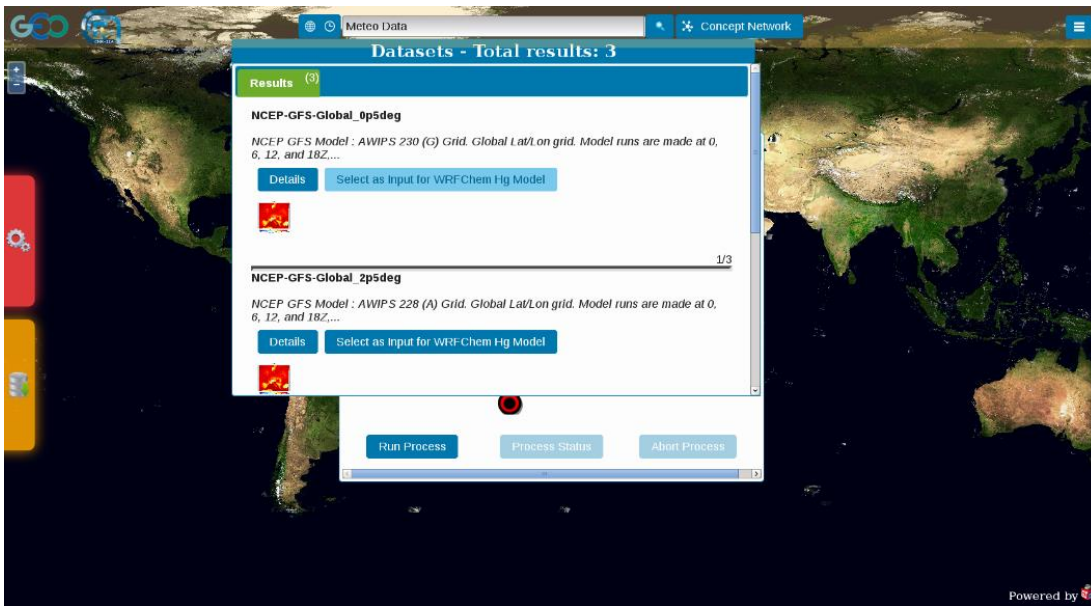 GEO
Meteo Data
Concept Network
Datasets - Total results: 3
Results (3)
NCEP-GFS-Global_0p5deg
NCEP GFS Model : AWIPS 230 (G) Grid. Global Lat/Lon grid. Model runs are made at 0,
6, 12, and 18Z,...
Details Select as Input for WRFChem Hg Model
1/3
NCEP-GFS-Global_2p5deg
NCEP GFS Model : AWIPS 228 (A) Grid. Global Lat/Lon grid. Model runs are made at 0,
6, 12, and 18Z,...
Details Select as Input for WRFChem Hg Model
Run Process Process Status Abort Process
Powered by